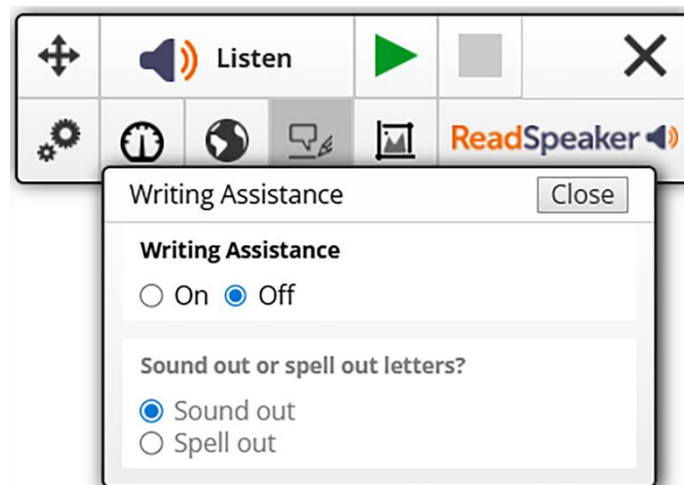 Listen
ReadSpeaker
Writing Assistance Close
Writing Assistance
On Off
Sound out or spell out letters?
Sound out
Spell out